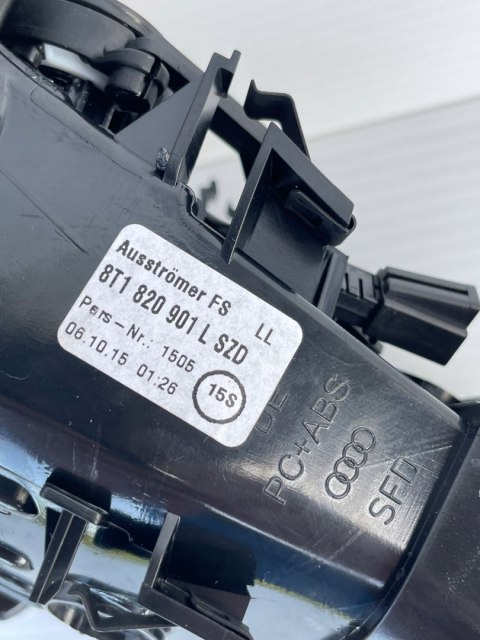 Ausströmer FS LL
8T1 820 901 L SZD
Pers-Nr.: 1505
06.10.15 01:26 15S
DE
PC+ABS
SFD